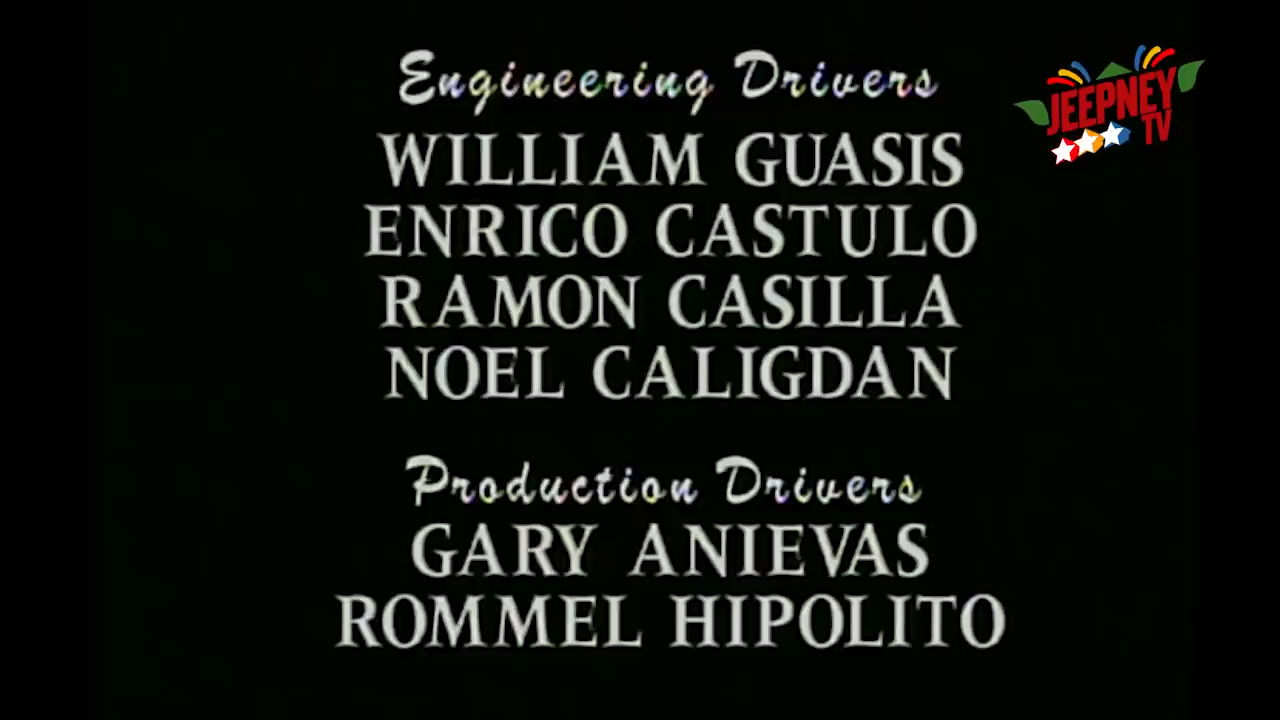 Engineering Drivers
WILLIAM GUASIS
ENRICO CASTULO
RAMON CASILLA
NOEL CALIGDAN
Production Drivers
GARY ANIEVAS
ROMMEL HIPOLITO
JEEPNEY
TV